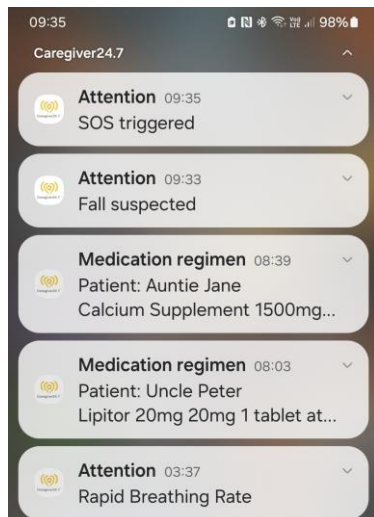 09:35
98%
Caregiver24.7
Attention 09:35
SOS triggered
Attention 09:33
Fall suspected
Medication regimen 08:39
Patient: Auntie Jane
Calcium Supplement 1500mg...
Medication regimen 08:03
Patient: Uncle Peter
Lipitor 20mg 20mg 1 tablet at...
Attention 03:37
Rapid Breathing Rate